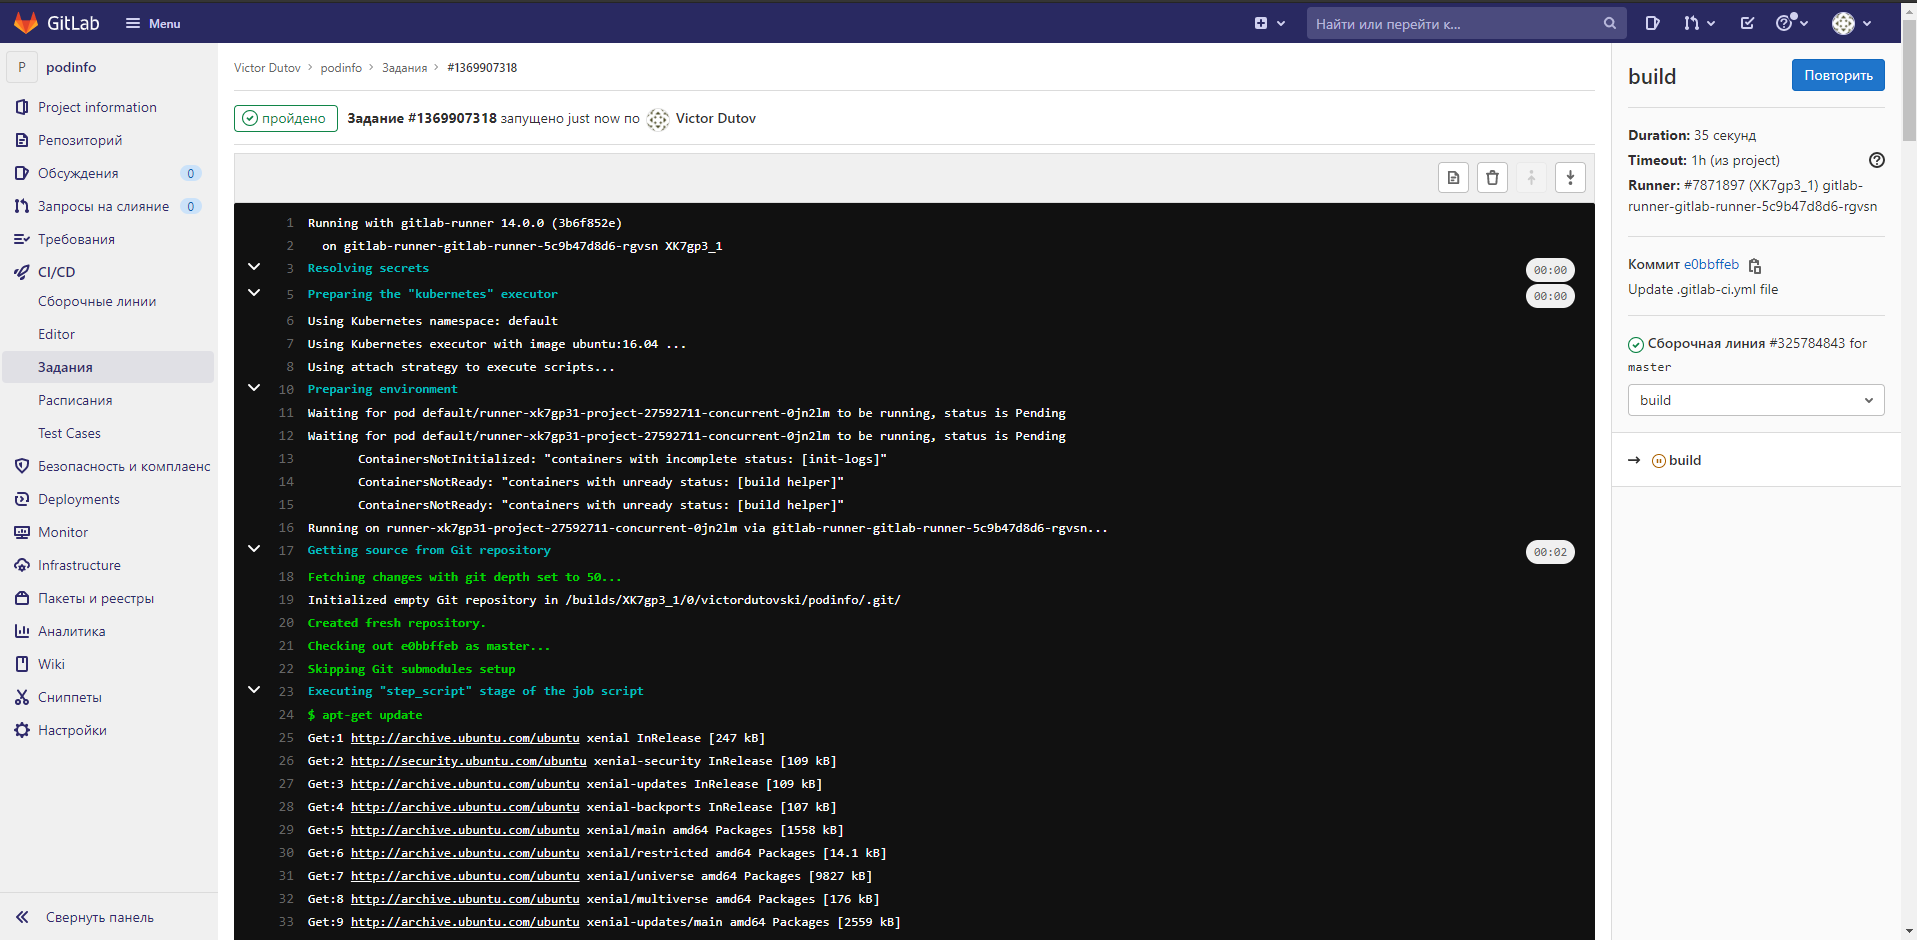 GitLab Menu Найти или перейти к...
P podinfo
Project information
Репозиторий
Обсуждения 0
Запросы на слияние 0
Требования
CI/CD
Сборочные линии
Editor
Задания
Расписания
Test Cases
Безопасность и комплаенс
Deployments
Monitor
Infrastructure
Пакеты и реестры
Аналитика
Wiki
Сниппеты
Настройки
Свернуть панель
Victor Dutov podinfo Задания #1369907318
пройдено Задание #1369907318 запущено just now по Victor Dutov
1 Running with gitlab-runner 14.0.0 (3b6f852e)
2 on gitlab-runner-gitlab-runner-5c9b47d8d6-rgvsn XK7gp3_1
3 Resolving secrets 00:00
5 Preparing the "kubernetes" executor 00:00
6 Using Kubernetes namespace: default
7 Using Kubernetes executor with image ubuntu:16.04 ...
8 Using attach strategy to execute scripts...
10 Preparing environment
11 Waiting for pod default/runner-xk7gp31-project-27592711-concurrent-0jn2lm to be running, status is Pending
12 Waiting for pod default/runner-xk7gp31-project-27592711-concurrent-0jn2lm to be running, status is Pending
13 ContainersNotInitialized: "containers with incomplete status: [init-logs]"
14 ContainersNotReady: "containers with unready status: [build helper]"
15 ContainersNotReady: "containers with unready status: [build helper]"
16 Running on runner-xk7gp31-project-27592711-concurrent-0jn2lm via gitlab-runner-gitlab-runner-5c9b47d8d6-rgvsn...
17 Getting source from Git repository 00:02
18 Fetching changes with git depth set to 50...
19 Initialized empty Git repository in /builds/XK7gp3_1/0/victordutovski/podinfo/.git/
20 Created fresh repository.
21 Checking out e0bbffeb as master...
22 Skipping Git submodules setup
23 Executing "step_script" stage of the job script
24 $ apt-get update
25 Get:1 http://archive.ubuntu.com/ubuntu xenial InRelease [247 kB]
26 Get:2 http://security.ubuntu.com/ubuntu xenial-security InRelease [109 kB]
27 Get:3 http://archive.ubuntu.com/ubuntu xenial-updates InRelease [109 kB]
28 Get:4 http://archive.ubuntu.com/ubuntu xenial-backports InRelease [107 kB]
29 Get:5 http://archive.ubuntu.com/ubuntu xenial/main amd64 Packages [1558 kB]
30 Get:6 http://archive.ubuntu.com/ubuntu xenial/restricted amd64 Packages [14.1 kB]
31 Get:7 http://archive.ubuntu.com/ubuntu xenial/universe amd64 Packages [9827 kB]
32 Get:8 http://archive.ubuntu.com/ubuntu xenial/multiverse amd64 Packages [176 kB]
33 Get:9 http://archive.ubuntu.com/ubuntu xenial-updates/main amd64 Packages [2559 kB]
build Повторить
Duration: 35 секунд
Timeout: 1h (из project)
Runner: #7871897 (XK7gp3_1) gitlab-
runner-gitlab-runner-5c9b47d8d6-rgvsn
Коммит e0bbffeb
Update .gitlab-ci.yml file
Сборочная линия #325784843 for
master
build
build